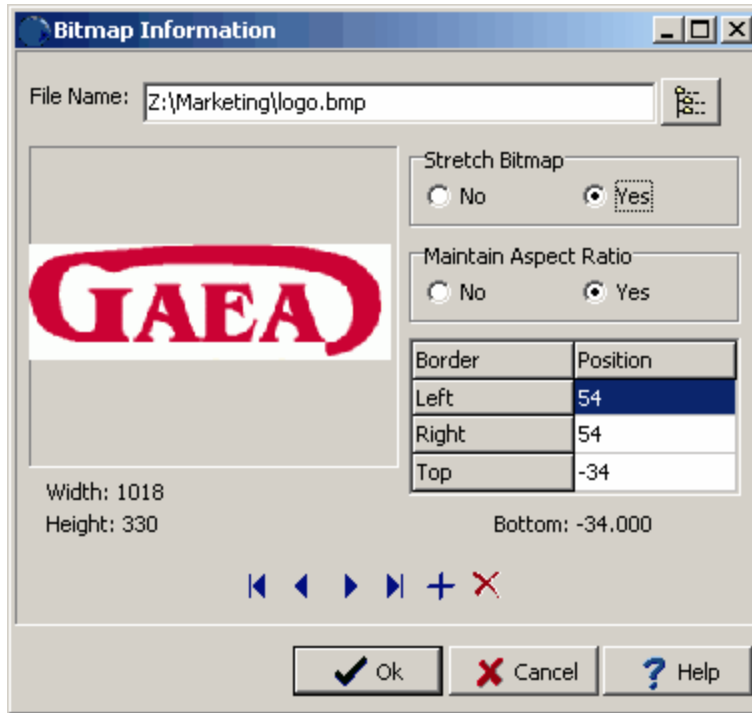 Bitmap Information
File Name: Z:\Marketing\logo.bmp
Stretch Bitmap
No Yes
GAEA
Maintain Aspect Ratio
No Yes
Border Position
Left 54
Right 54
Top -34
Width: 1018
Height: 330 Bottom: -34.000
Ok Cancel Help